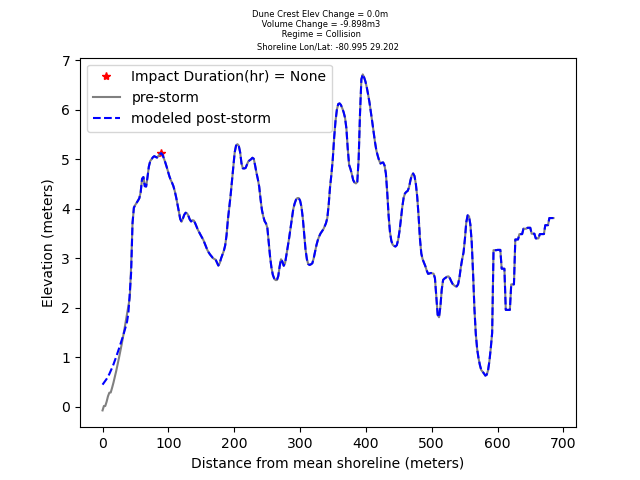 Dune Crest Elev Change = 0.0m
Volume Change = -9.898m3
Regime = Collision
Shoreline Lon/Lat: -80.995 29.202
Impact Duration(hr) = None
pre-storm
modeled post-storm
Elevation (meters)
7
6
5
4
3
2
1
0
0 100 200 300 400 500 600 700
Distance from mean shoreline (meters)